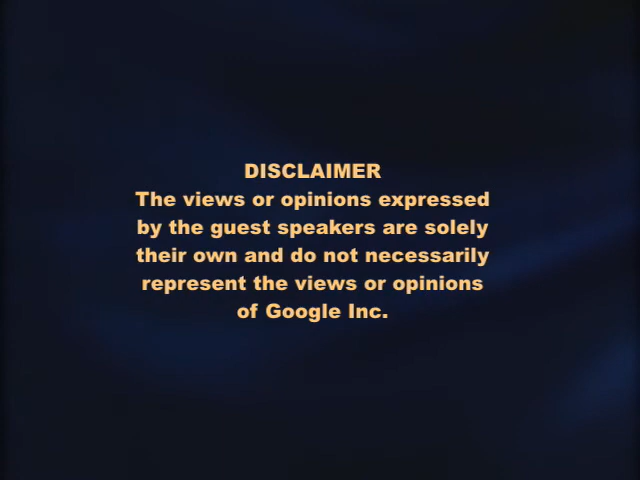 DISCLAIMER
The views or opinions expressed
by the guest speakers are solely
their own and do not necessarily
represent the views or opinions
of Google Inc.